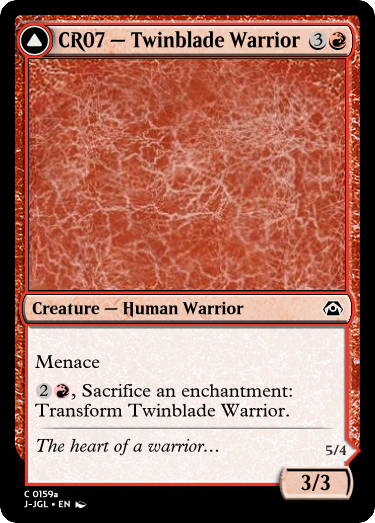 CR07 — Twinblade Warrior 3
Creature — Human Warrior
Menace
2, Sacrifice an enchantment:
Transform Twinblade Warrior.
The heart of a warrior…
5/4
3/3
C 0159a
J-JGL • EN